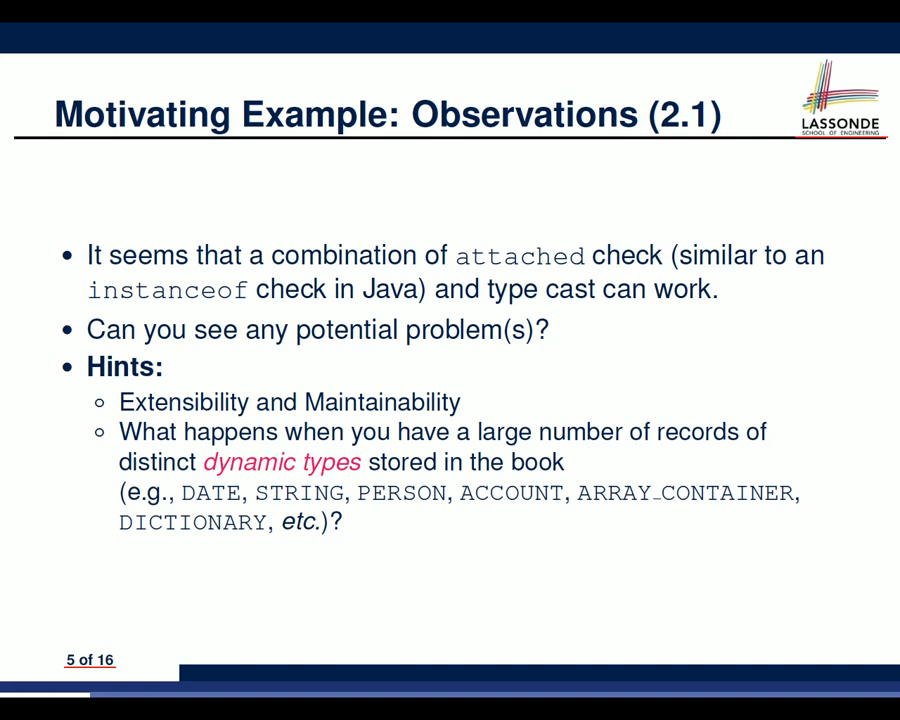 Motivating Example: Observations (2.1)
LASSONDE
SCHOOL OF ENGINEERING
• It seems that a combination of attached check (similar to an
instanceof check in Java) and type cast can work.
• Can you see any potential problem(s)?
• Hints:
○ Extensibility and Maintainability
○ What happens when you have a large number of records of
distinct dynamic types stored in the book
(e.g., DATE, STRING, PERSON, ACCOUNT, ARRAY_CONTAINER,
DICTIONARY, etc.)?
5 of 16